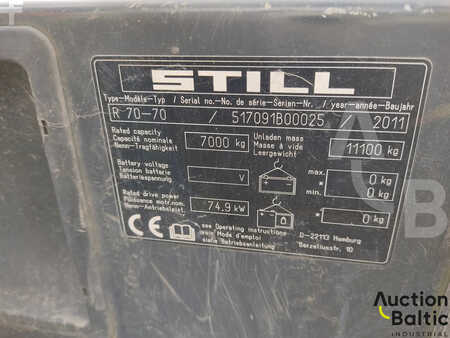 STILL
Type-Modèle-Typ / Serial no.-No. de série-Serien-Nr. / year-année-Baujahr
R 70-70 / 517091B00025 / 2011
Rated capacity
Capacité nominale
Nenn-Tragfähigkeit
7000 kg
Unladen mass
Masse à vide
Leergewicht
11100 kg
Battery voltage
Tension batterie
Batteriespannung
V
max.
* 0 kg
min.
* 0 kg
Rated drive power
Puissance motr.nom.
Nenn-Antriebsleist.
74.9 kW
* 0 kg
CE
see Operating instructions
voir Mode d'emploi
siehe Betriebsanleitung
D-22113 Hamburg
Berzeliusstr. 10
B
Auction
Baltic
INDUSTRIAL